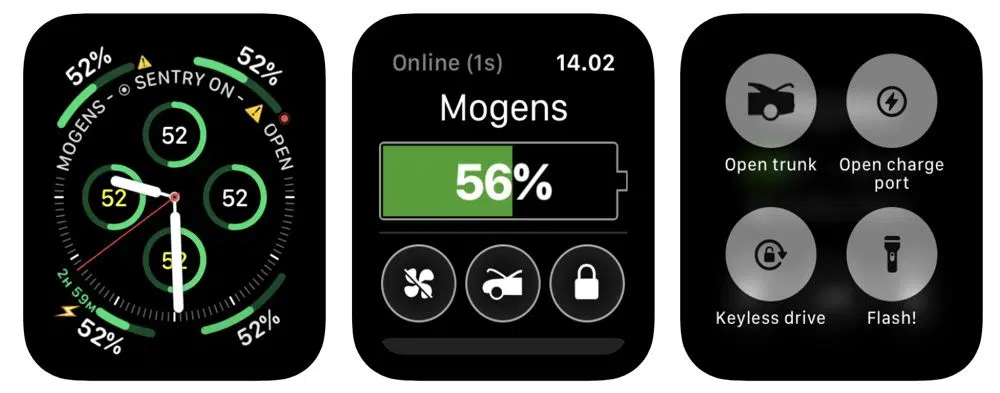 52%
52%
MOGENS - SENTRY ON - OPEN
52
52
52
52
2H 59M
52%
52%
Online (1s) 14.02
Mogens
56%
Open trunk
Open charge
port
Keyless drive
Flash!